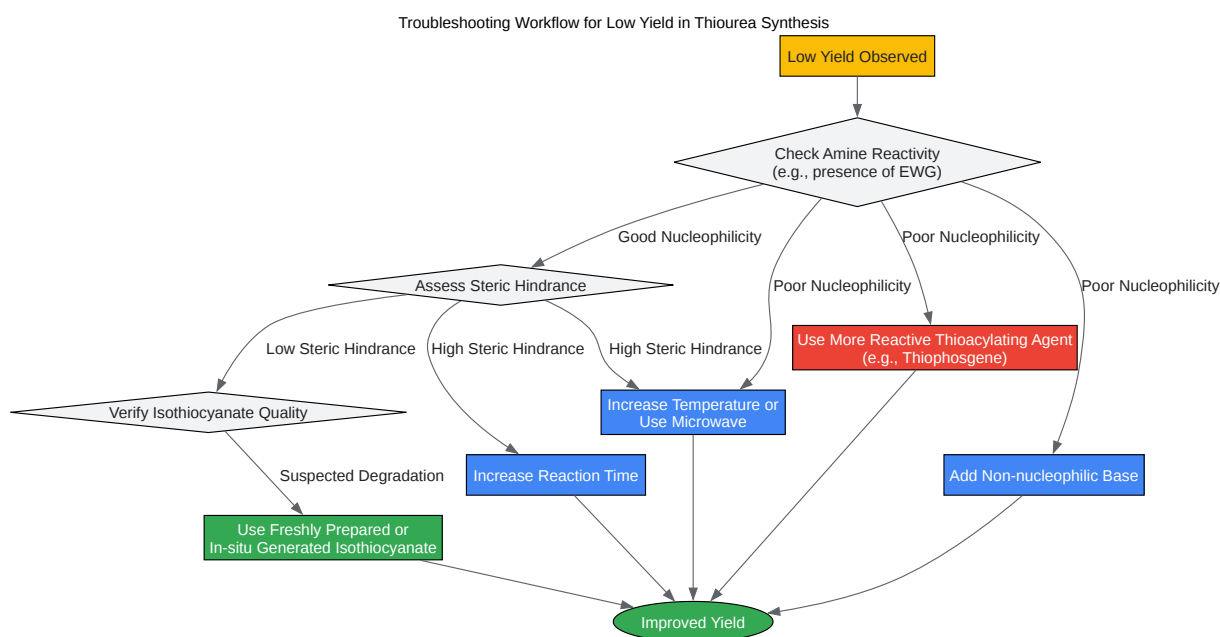 Troubleshooting Workflow for Low Yield in Thiourea Synthesis
Low Yield Observed
Check Amine Reactivity
(e.g., presence of EWG)
Good Nucleophilicity
Poor Nucleophilicity
Poor Nucleophilicity
Poor Nucleophilicity
Assess Steric Hindrance
Low Steric Hindrance
High Steric Hindrance
High Steric Hindrance
Use More Reactive Thioacylating Agent
(e.g., Thiophosgene)
Verify Isothiocyanate Quality
Increase Temperature or
Use Microwave
Suspected Degradation
Increase Reaction Time
Add Non-nucleophilic Base
Use Freshly Prepared or
In-situ Generated Isothiocyanate
Improved Yield